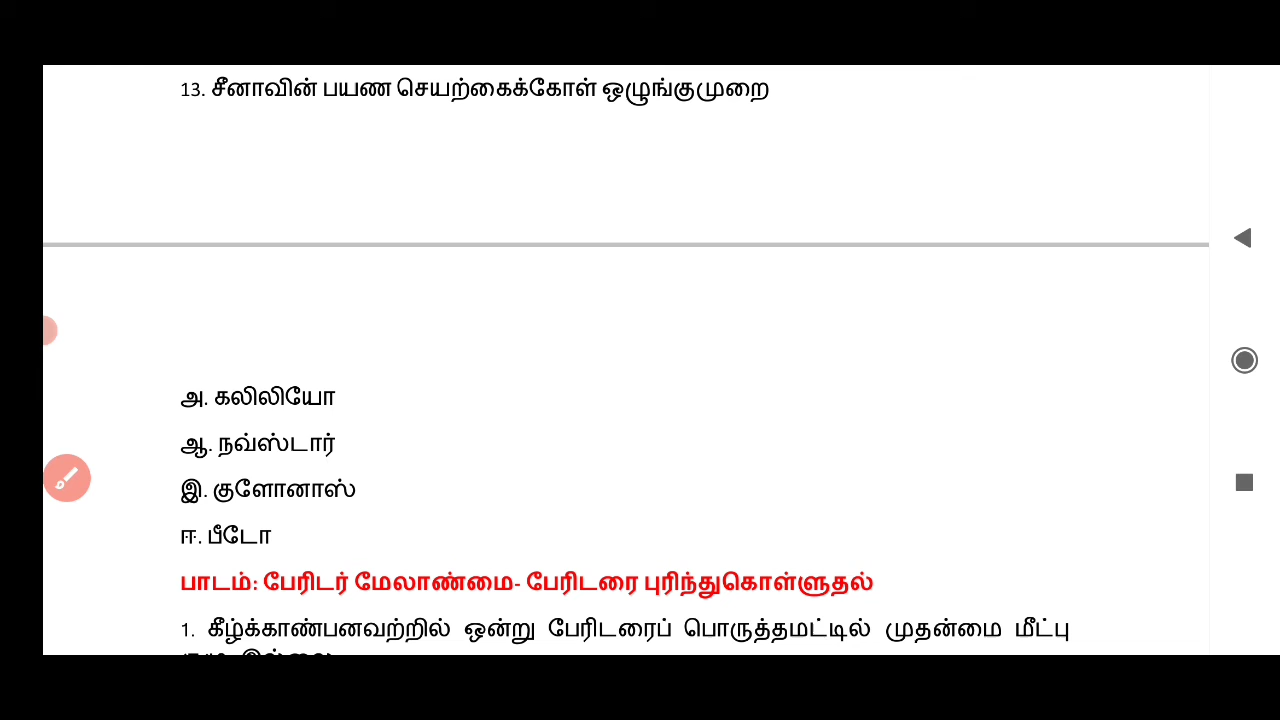 13. சீனாவின் பயண செயற்கைக்கோள் ஒழுங்குமுறை
அ. கலிலியோ
ஆ. நவ்ஸ்டார்
இ. குளோனாஸ்
ஈ. பீடோ
பாடம்: பேரிடர் மேலாண்மை- பேரிடரை புரிந்துகொள்ளுதல்
1. கீழ்க்காண்பனவற்றில் ஒன்று பேரிடரைப் பொருத்தமட்டில் முதன்மை மீட்பு